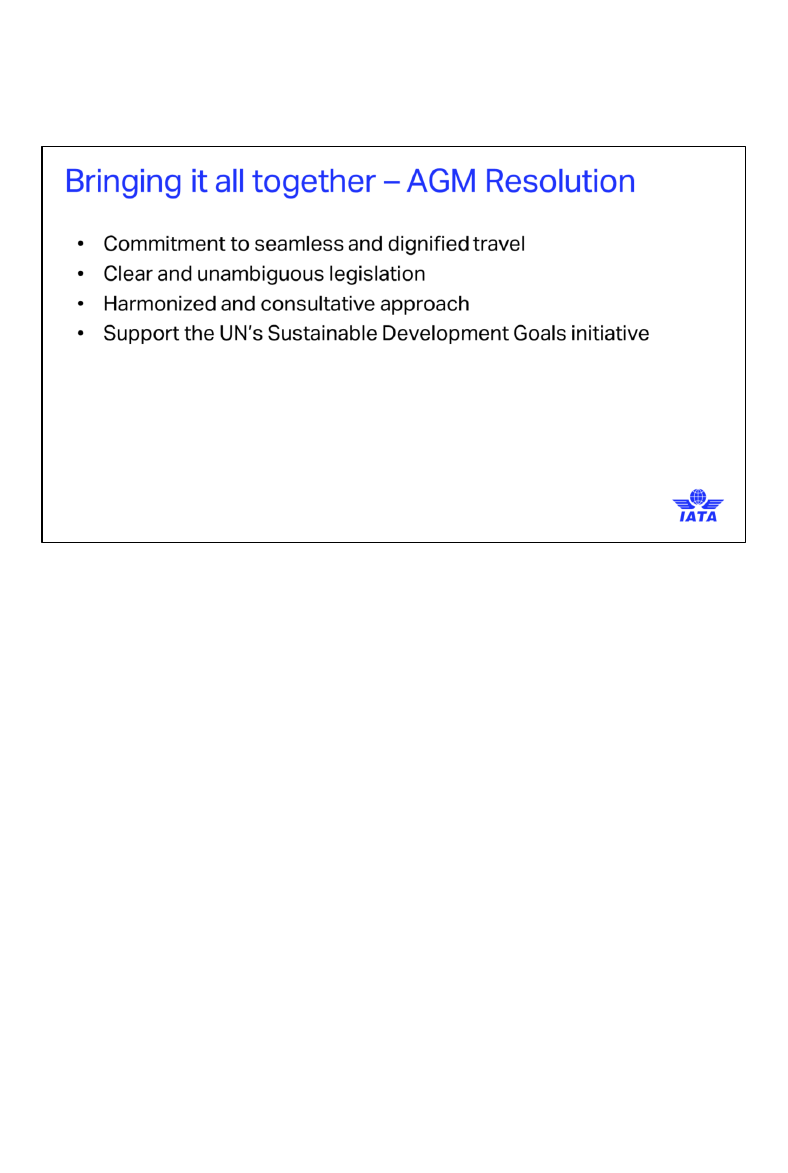 Bringing it all together – AGM Resolution
• Commitment to seamless and dignified travel
• Clear and unambiguous legislation
• Harmonized and consultative approach
• Support the UN’s Sustainable Development Goals initiative
IATA